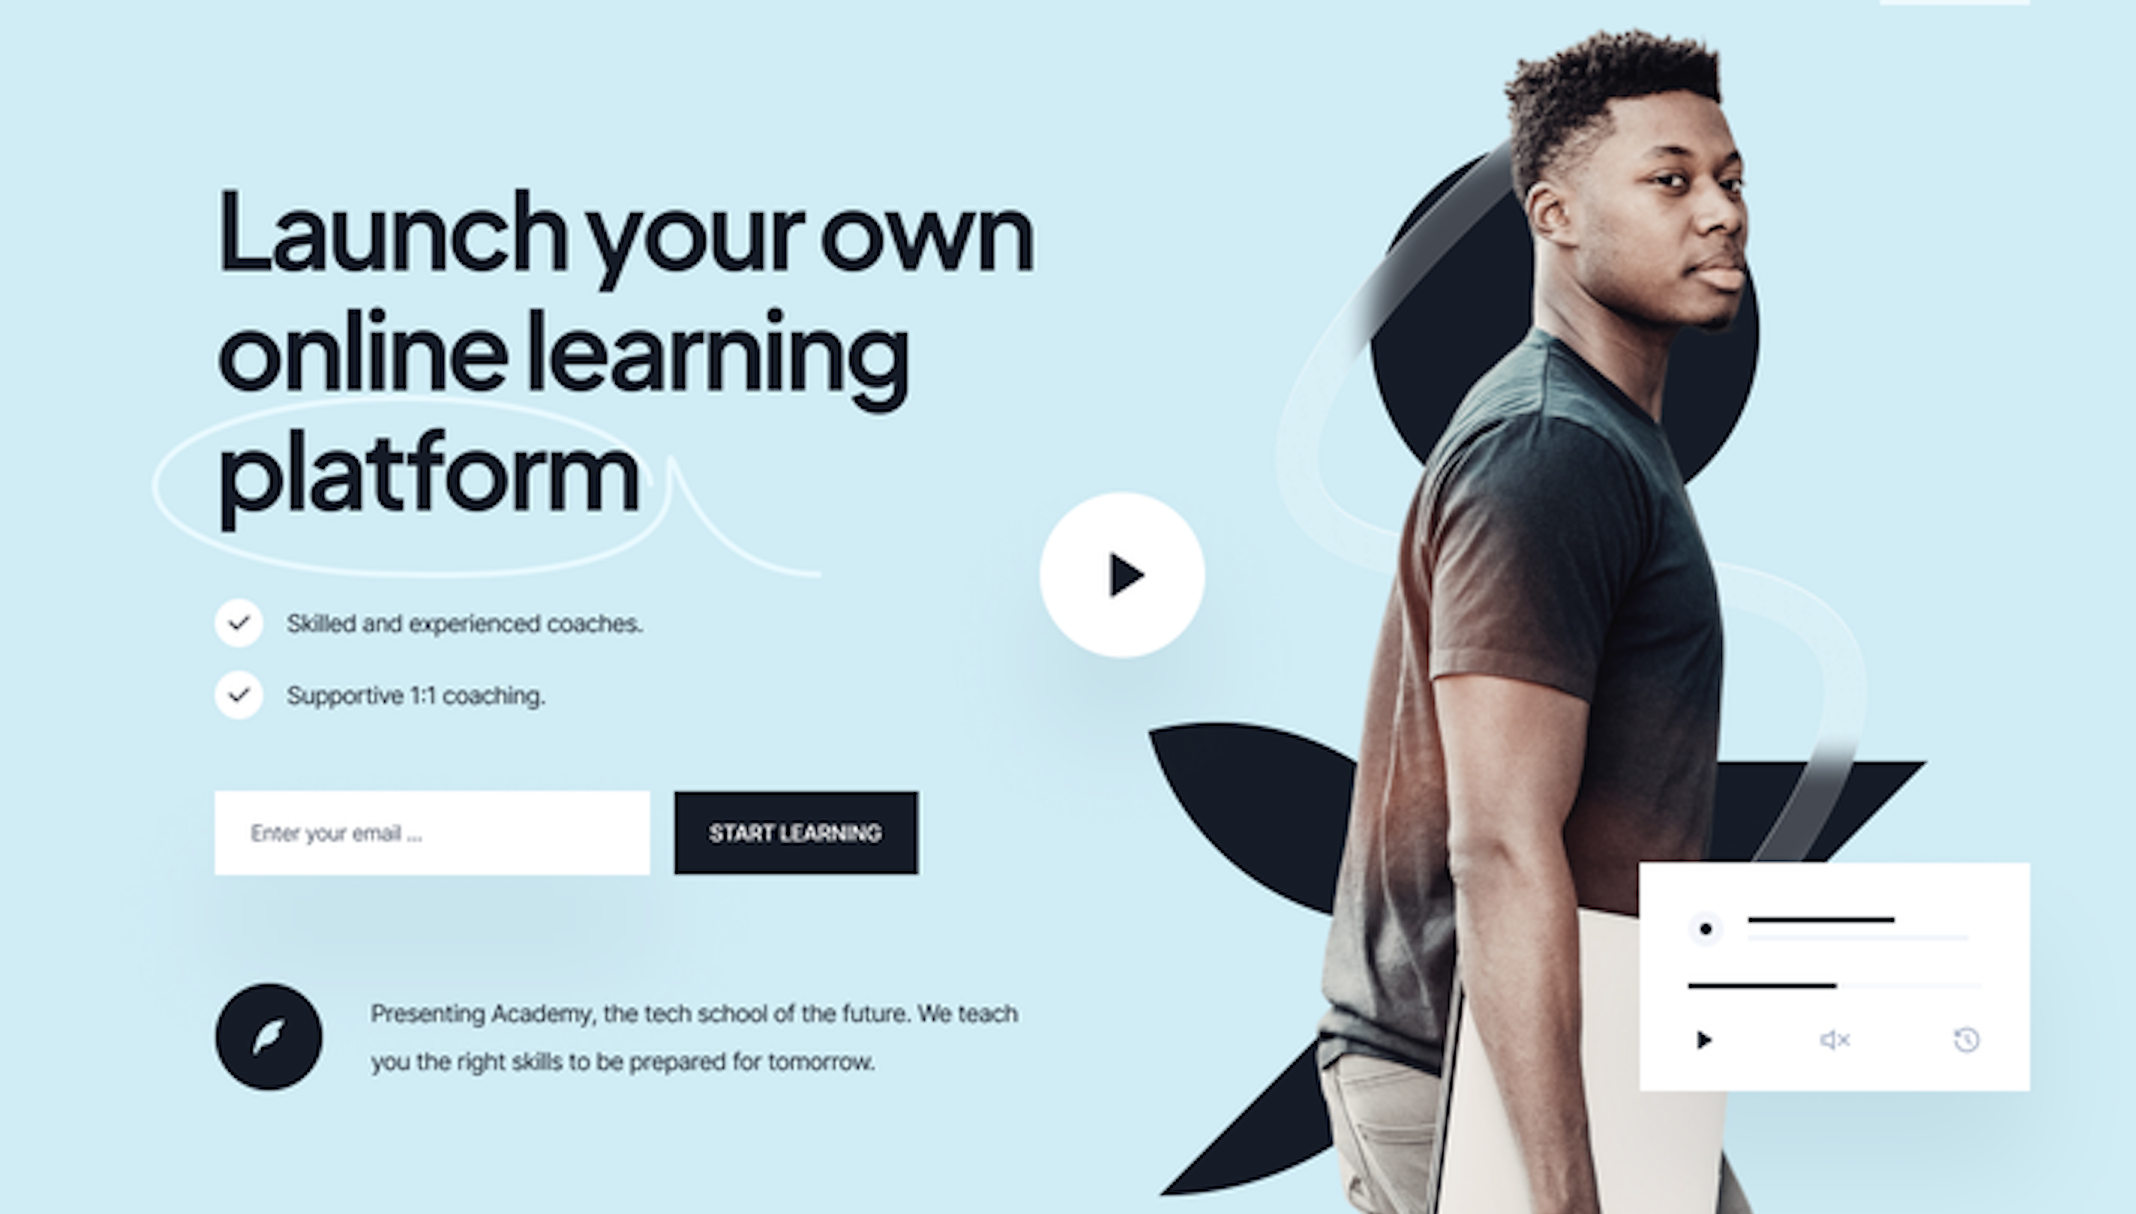 Launch your own
online learning
platform
Skilled and experienced coaches.
Supportive 1:1 coaching.
Enter your email ...
START LEARNING
Presenting Academy, the tech school of the future. We teach
you the right skills to be prepared for tomorrow.